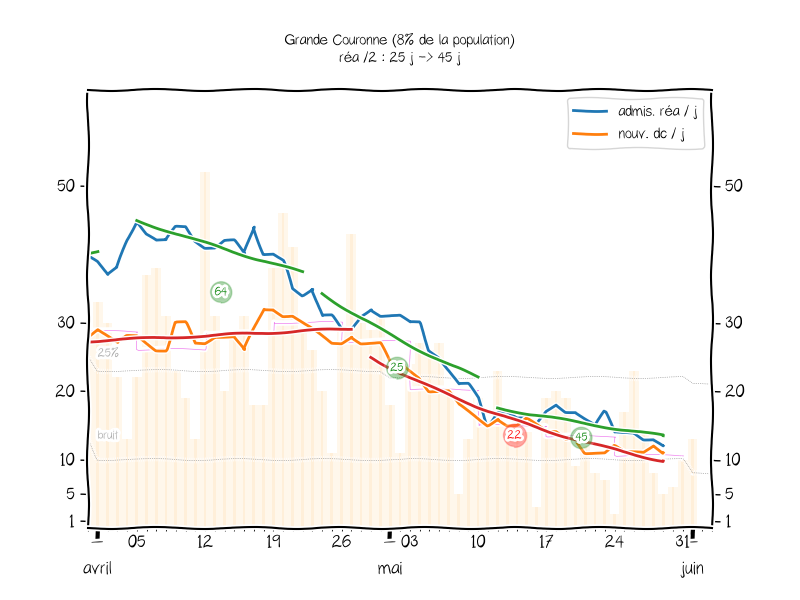 Grande Couronne (8% de la population)
réa /2 : 25 j -> 45 j
admis. réa / j
nouv. dc / j
50
50
64
30
30
25%
25
20
20
22
45
bruit
10
10
5
5
1
1
05 12 19 26 03 10 17 24 31
avril mai juin